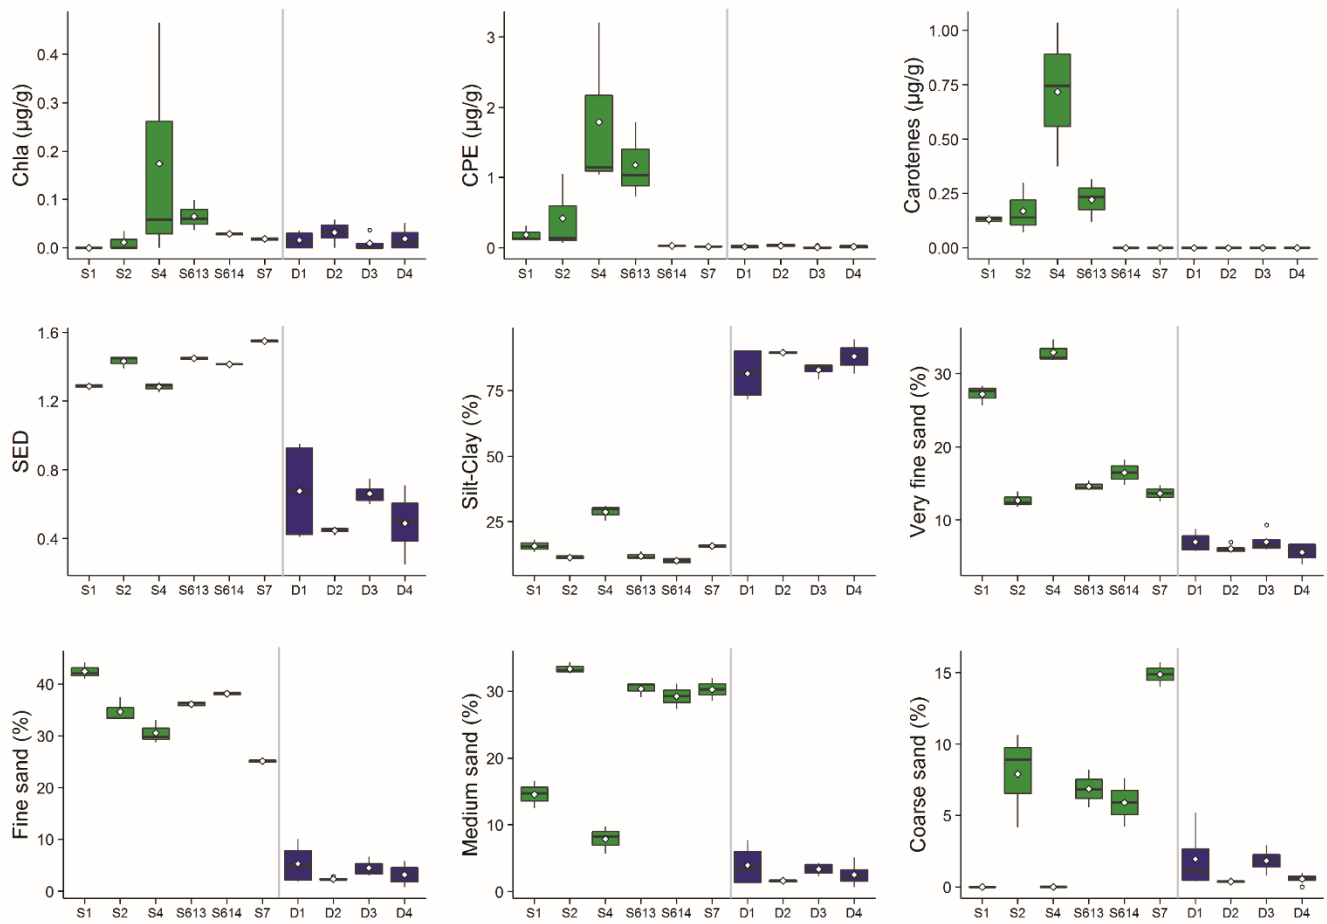 Chla (µg/g)
0.4
0.3
0.2
0.1
0.0
S1 S2 S4 S613 S614 S7 D1 D2 D3 D4
CPE (µg/g)
3
2
1
0
S1 S2 S4 S613 S614 S7 D1 D2 D3 D4
Carotenes (µg/g)
1.00
0.75
0.50
0.25
0.00
S1 S2 S4 S613 S614 S7 D1 D2 D3 D4
SED
1.6
1.2
0.8
0.4
S1 S2 S4 S613 S614 S7 D1 D2 D3 D4
Silt-Clay (%)
75
50
25
S1 S2 S4 S613 S614 S7 D1 D2 D3 D4
Very fine sand (%)
30
20
10
S1 S2 S4 S613 S614 S7 D1 D2 D3 D4
Fine sand (%)
40
30
20
10
0
S1 S2 S4 S613 S614 S7 D1 D2 D3 D4
Medium sand (%)
30
20
10
0
S1 S2 S4 S613 S614 S7 D1 D2 D3 D4
Coarse sand (%)
15
10
5
0
S1 S2 S4 S613 S614 S7 D1 D2 D3 D4